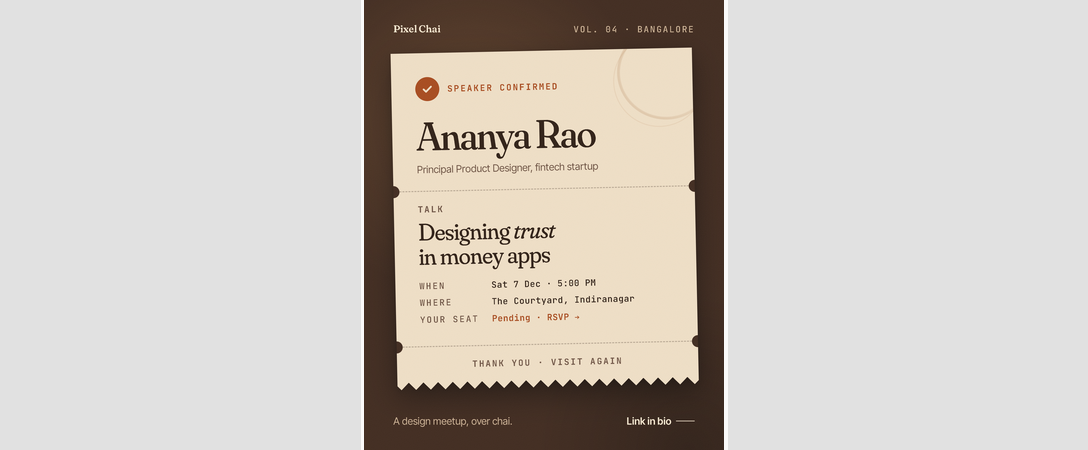 Pixel Chai
VOL. 04 · BANGALORE
SPEAKER CONFIRMED
Ananya Rao
Principal Product Designer, fintech startup
TALK
Designing trust
in money apps
WHEN Sat 7 Dec · 5:00 PM
WHERE The Courtyard, Indiranagar
YOUR SEAT Pending · RSVP →
THANK YOU · VISIT AGAIN
A design meetup, over chai.
Link in bio